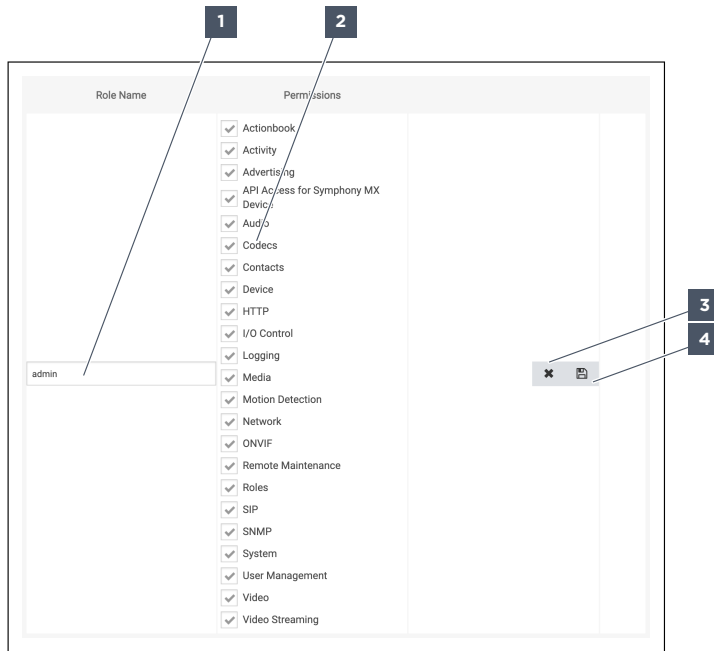 1
2
Role Name
Permissions
Actionbook
Activity
Advertising
API Access for Symphony MX
Device
Audio
Codecs
Contacts
Device
HTTP
I/O Control
Logging
admin
Media
Motion Detection
Network
ONVIF
Remote Maintenance
Roles
SIP
SNMP
System
User Management
Video
Video Streaming
3
4